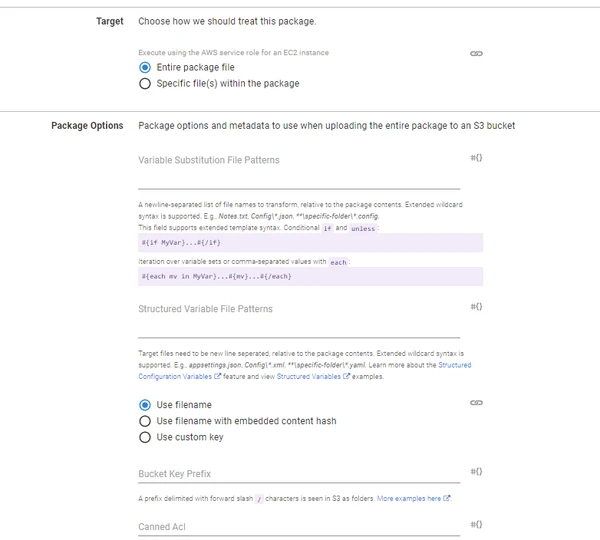 Target Choose how we should treat this package.
Execute using the AWS service role for an EC2 instance
Entire package file
Specific file(s) within the package
Package Options Package options and metadata to use when uploading the entire package to an S3 bucket
Variable Substitution File Patterns #{}
A newline-separated list of file names to transform, relative to the package contents. Extended wildcard
syntax is supported. E.g., Notes.txt, Config\*.json, **\specific-folder\*.config.
This field supports extended template syntax. Conditional if and unless:
#{if MyVar}...#{/if}
Iteration over variable sets or comma-separated values with each:
#{each mv in MyVar}...#{mv}...#{/each}
Structured Variable File Patterns #{}
Target files need to be new line seperated, relative to the package contents. Extended wildcard syntax is
supported. E.g., appsettings.json, Config\*.xml, **\specific-folder\*.yaml. Learn more about the Structured
Configuration Variables feature and view Structured Variables examples.
Use filename
Use filename with embedded content hash
Use custom key
Bucket Key Prefix #{}
A prefix delimited with forward slash / characters is seen in S3 as folders. More examples here
Canned Acl #{}